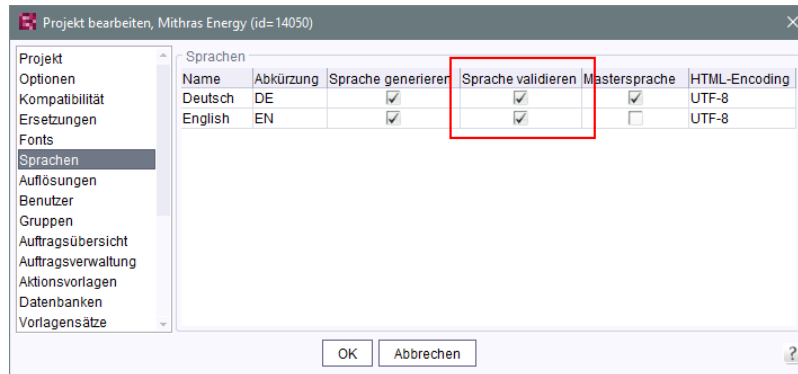 Projekt bearbeiten, Mithras Energy (id=14050)
Projekt
Optionen
Kompatibilität
Ersetzungen
Fonts
Sprachen
Auflösungen
Benutzer
Gruppen
Auftragsübersicht
Auftragsverwaltung
Aktionsvorlagen
Datenbanken
Vorlagensätze
Sprachen
Name Abkürzung Sprache generieren Sprache validieren Mastersprache HTML-Encoding
Deutsch DE UTF-8
English EN UTF-8
OK Abbrechen ?